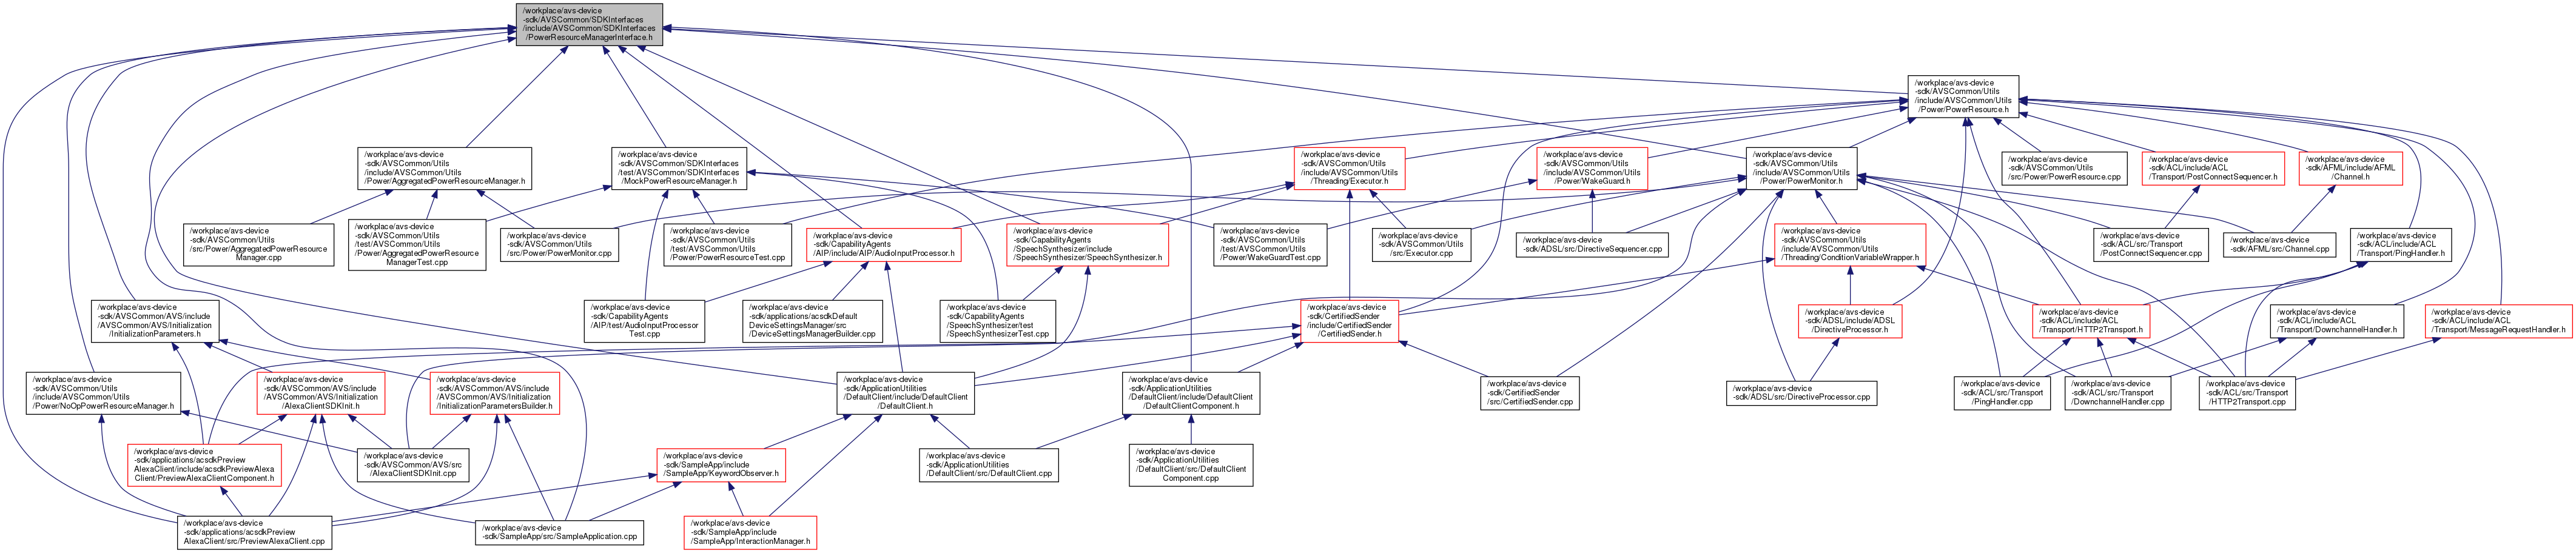 /workplace/avs-device
-sdk/AVSCommon/SDKInterfaces
/include/AVSCommon/SDKInterfaces
/PowerResourceManagerInterface.h
/workplace/avs-device
-sdk/AVSCommon/Utils
/include/AVSCommon/Utils
/Power/PowerResource.h
/workplace/avs-device
-sdk/AVSCommon/Utils
/include/AVSCommon/Utils
/Power/AggregatedPowerResourceManager.h
/workplace/avs-device
-sdk/AVSCommon/SDKInterfaces
/test/AVSCommon/SDKInterfaces
/MockPowerResourceManager.h
/workplace/avs-device
-sdk/AVSCommon/Utils
/include/AVSCommon/Utils
/Threading/Executor.h
/workplace/avs-device
-sdk/AVSCommon/Utils
/include/AVSCommon/Utils
/Power/WakeGuard.h
/workplace/avs-device
-sdk/AVSCommon/Utils
/include/AVSCommon/Utils
/Power/PowerMonitor.h
/workplace/avs-device
-sdk/AVSCommon/Utils
/src/Power/PowerResource.cpp
/workplace/avs-device
-sdk/ACL/include/ACL
/Transport/PostConnectSequencer.h
/workplace/avs-device
-sdk/AFML/include/AFML
/Channel.h
/workplace/avs-device
-sdk/AVSCommon/Utils
/src/Power/AggregatedPowerResource
Manager.cpp
/workplace/avs-device
-sdk/AVSCommon/Utils
/test/AVSCommon/Utils
/Power/AggregatedPowerResource
ManagerTest.cpp
/workplace/avs-device
-sdk/AVSCommon/Utils
/src/Power/PowerMonitor.cpp
/workplace/avs-device
-sdk/AVSCommon/Utils
/test/AVSCommon/Utils
/Power/PowerResourceTest.cpp
/workplace/avs-device
-sdk/CapabilityAgents
/AIP/include/AIP/AudioInputProcessor.h
/workplace/avs-device
-sdk/CapabilityAgents
/SpeechSynthesizer/include
/SpeechSynthesizer/SpeechSynthesizer.h
/workplace/avs-device
-sdk/AVSCommon/Utils
/test/AVSCommon/Utils
/Power/WakeGuardTest.cpp
/workplace/avs-device
-sdk/AVSCommon/Utils
/src/Executor.cpp
/workplace/avs-device
-sdk/ADSL/src/DirectiveSequencer.cpp
/workplace/avs-device
-sdk/AVSCommon/Utils
/include/AVSCommon/Utils
/Threading/ConditionVariableWrapper.h
/workplace/avs-device
-sdk/ACL/src/Transport
/PostConnectSequencer.cpp
/workplace/avs-device
-sdk/AFML/src/Channel.cpp
/workplace/avs-device
-sdk/ACL/include/ACL
/Transport/PingHandler.h
/workplace/avs-device
-sdk/AVSCommon/AVS/include
/AVSCommon/AVS/Initialization
/InitializationParameters.h
/workplace/avs-device
-sdk/CapabilityAgents
/AIP/test/AudioInputProcessor
Test.cpp
/workplace/avs-device
-sdk/applications/acsdkDefault
DeviceSettingsManager/src
/DeviceSettingsManagerBuilder.cpp
/workplace/avs-device
-sdk/CapabilityAgents
/SpeechSynthesizer/test
/SpeechSynthesizerTest.cpp
/workplace/avs-device
-sdk/CertifiedSender
/include/CertifiedSender
/CertifiedSender.h
/workplace/avs-device
-sdk/ADSL/include/ADSL
/DirectiveProcessor.h
/workplace/avs-device
-sdk/ACL/include/ACL
/Transport/HTTP2Transport.h
/workplace/avs-device
-sdk/ACL/include/ACL
/Transport/DownchannelHandler.h
/workplace/avs-device
-sdk/ACL/include/ACL
/Transport/MessageRequestHandler.h
/workplace/avs-device
-sdk/AVSCommon/Utils
/include/AVSCommon/Utils
/Power/NoOpPowerResourceManager.h
/workplace/avs-device
-sdk/AVSCommon/AVS/include
/AVSCommon/AVS/Initialization
/AlexaClientSDKInit.h
/workplace/avs-device
-sdk/AVSCommon/AVS/include
/AVSCommon/AVS/Initialization
/InitializationParametersBuilder.h
/workplace/avs-device
-sdk/ApplicationUtilities
/DefaultClient/include/DefaultClient
/DefaultClient.h
/workplace/avs-device
-sdk/ApplicationUtilities
/DefaultClient/include/DefaultClient
/DefaultClientComponent.h
/workplace/avs-device
-sdk/CertifiedSender
/src/CertifiedSender.cpp
/workplace/avs-device
-sdk/ADSL/src/DirectiveProcessor.cpp
/workplace/avs-device
-sdk/ACL/src/Transport
/PingHandler.cpp
/workplace/avs-device
-sdk/ACL/src/Transport
/DownchannelHandler.cpp
/workplace/avs-device
-sdk/ACL/src/Transport
/HTTP2Transport.cpp
/workplace/avs-device
-sdk/applications/acsdkPreview
AlexaClient/include/acsdkPreviewAlexa
Client/PreviewAlexaClientComponent.h
/workplace/avs-device
-sdk/AVSCommon/AVS/src
/AlexaClientSDKInit.cpp
/workplace/avs-device
-sdk/SampleApp/include
/SampleApp/KeywordObserver.h
/workplace/avs-device
-sdk/ApplicationUtilities
/DefaultClient/src/DefaultClient.cpp
/workplace/avs-device
-sdk/ApplicationUtilities
/DefaultClient/src/DefaultClient
Component.cpp
/workplace/avs-device
-sdk/applications/acsdkPreview
AlexaClient/src/PreviewAlexaClient.cpp
/workplace/avs-device
-sdk/SampleApp/src/SampleApplication.cpp
/workplace/avs-device
-sdk/SampleApp/include
/SampleApp/InteractionManager.h